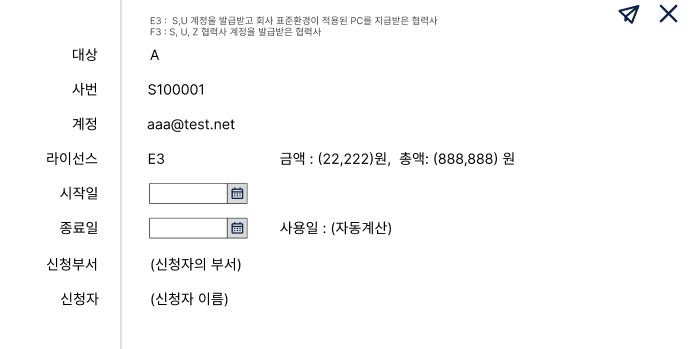 E3 : S,U 계정을 발급받고 회사 표준환경이 적용된 PC를 지급받은 협력사
F3 : S, U, Z 협력사 계정을 발급받은 협력사
대상 A
사번 S100001
계정 aaa@test.net
라이선스 E3 금액 : (22,222)원, 총액: (888,888) 원
시작일
종료일 사용일 : (자동계산)
신청부서 (신청자의 부서)
신청자 (신청자 이름)